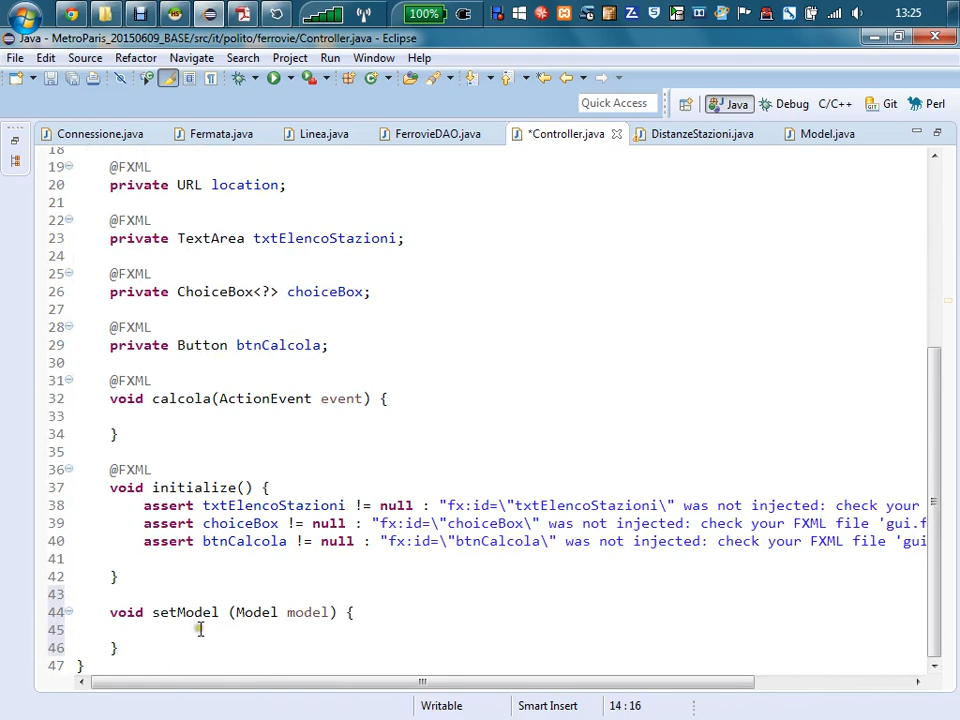 100%
13:25
Java - MetroParis_20150609_BASE/src/it/polito/ferrovie/Controller.java - Eclipse
File Edit Source Refactor Navigate Search Project Run Window Help
Quick Access
Java Debug C/C++ Git Perl
Connessione.java Fermata.java Linea.java FerrovieDAO.java *Controller.java DistanzeStazioni.java Model.java
18
19 @FXML
20 private URL location;
21
22 @FXML
23 private TextArea txtElencoStazioni;
24
25 @FXML
26 private ChoiceBox<?> choiceBox;
27
28 @FXML
29 private Button btnCalcola;
30
31 @FXML
32 void calcola(ActionEvent event) {
33
34 }
35
36 @FXML
37 void initialize() {
38 assert txtElencoStazioni != null : "fx:id=\"txtElencoStazioni\" was not injected: check your
39 assert choiceBox != null : "fx:id=\"choiceBox\" was not injected: check your FXML file 'gui.f
40 assert btnCalcola != null : "fx:id=\"btnCalcola\" was not injected: check your FXML file 'gui
41
42 }
43
44 void setModel (Model model) {
45
46 }
47 }
Writable Smart Insert 14 : 16